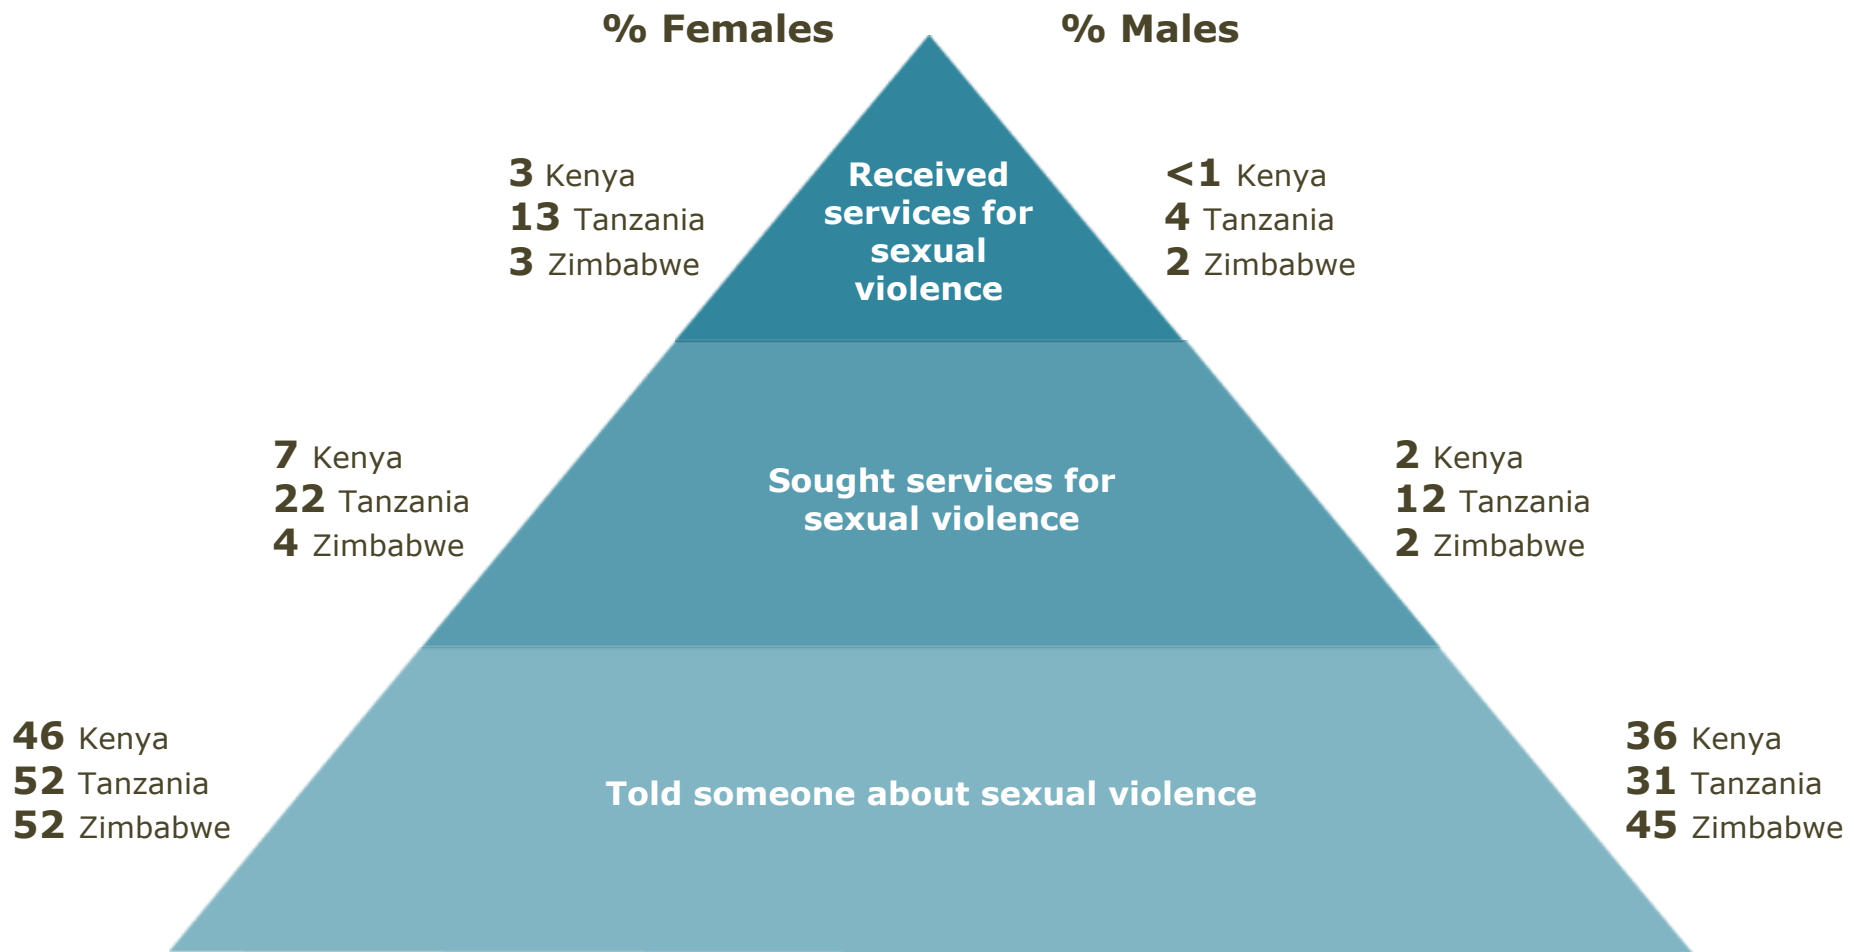 % Females
% Males
3 Kenya
13 Tanzania
3 Zimbabwe
Received
services for
sexual
violence
<1 Kenya
4 Tanzania
2 Zimbabwe
7 Kenya
22 Tanzania
4 Zimbabwe
Sought services for
sexual violence
2 Kenya
12 Tanzania
2 Zimbabwe
46 Kenya
52 Tanzania
52 Zimbabwe
Told someone about sexual violence
36 Kenya
31 Tanzania
45 Zimbabwe